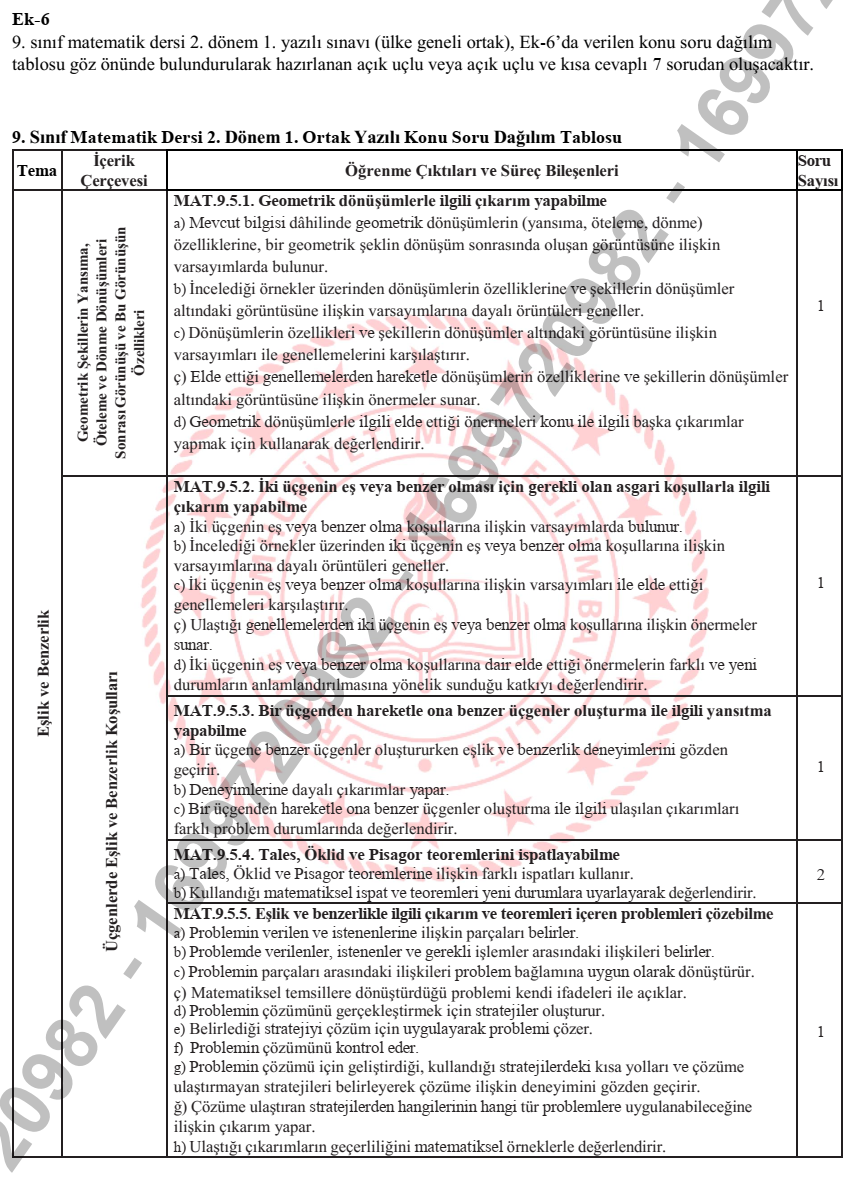 Ek-6
9. sınıf matematik dersi 2. dönem 1. yazılı sınavı (ülke geneli ortak), Ek-6’da verilen konu soru dağılım
tablosu göz önünde bulundurularak hazırlanan açık uçlu veya açık uçlu ve kısa cevaplı 7 sorudan oluşacaktır.
9. Sınıf Matematik Dersi 2. Dönem 1. Ortak Yazılı Konu Soru Dağılım Tablosu
Tema
İçerik
Çerçevesi
Öğrenme Çıktıları ve Süreç Bileşenleri
Soru
Sayısı
Eşlik ve Benzerlik
Geometrik Şekillerin Yansıma,
Öteleme ve Dönme Dönüşümleri
Sonrası Görünüşü ve Bu Görünüşün
Özellikleri
MAT.9.5.1. Geometrik dönüşümlerle ilgili çıkarım yapabilme
a) Mevcut bilgisi dâhilinde geometrik dönüşümlerin (yansıma, öteleme, dönme)
özelliklerine, bir geometrik şeklin dönüşüm sonrasında oluşan görüntüsüne ilişkin
varsayımlarda bulunur.
b) İncelediği örnekler üzerinden dönüşümlerin özelliklerine ve şekillerin dönüşümler
altındaki görüntüsüne ilişkin varsayımlarına dayalı örüntüleri geneller.
c) Dönüşümlerin özellikleri ve şekillerin dönüşümler altındaki görüntüsüne ilişkin
varsayımları ile genellemelerini karşılaştırır.
ç) Elde ettiği genellemelerden hareketle dönüşümlerin özelliklerine ve şekillerin dönüşümler
altındaki görüntüsüne ilişkin önermeler sunar.
d) Geometrik dönüşümlerle ilgili elde ettiği önermeleri konu ile ilgili başka çıkarımlar
yapmak için kullanarak değerlendirir.
1
Üçgenlerde Eşlik ve Benzerlik Koşulları
MAT.9.5.2. İki üçgenin eş veya benzer olması için gerekli olan asgari koşullarla ilgili
çıkarım yapabilme
a) İki üçgenin eş veya benzer olma koşullarına ilişkin varsayımlarda bulunur.
b) İncelediği örnekler üzerinden iki üçgenin eş veya benzer olma koşullarına ilişkin
varsayımlarına dayalı örüntüleri geneller.
c) İki üçgenin eş veya benzer olma koşullarına ilişkin varsayımları ile elde ettiği
genellemeleri karşılaştırır.
ç) Ulaştığı genellemelerden iki üçgenin eş veya benzer olma koşullarına ilişkin önermeler
sunar.
d) İki üçgenin eş veya benzer olma koşullarına dair elde ettiği önermelerin farklı ve yeni
durumların anlamlandırılmasına yönelik sunduğu katkıyı değerlendirir.
1
MAT.9.5.3. Bir üçgenden hareketle ona benzer üçgenler oluşturma ile ilgili yansıtma
yapabilme
a) Bir üçgene benzer üçgenler oluştururken eşlik ve benzerlik deneyimlerini gözden
geçirir.
b) Deneyimlerine dayalı çıkarımlar yapar.
c) Bir üçgenden hareketle ona benzer üçgenler oluşturma ile ilgili ulaşılan çıkarımları
farklı problem durumlarında değerlendirir.
1
MAT.9.5.4. Tales, Öklid ve Pisagor teoremlerini ispatlayabilme
a) Tales, Öklid ve Pisagor teoremlerine ilişkin farklı ispatları kullanır.
b) Kullandığı matematiksel ispat ve teoremleri yeni durumlara uyarlayarak değerlendirir.
2
MAT.9.5.5. Eşlik ve benzerlikle ilgili çıkarım ve teoremleri içeren problemleri çözebilme
a) Problemin verilen ve istenenlerine ilişkin parçaları belirler.
b) Problemde verilenler, istenenler ve gerekli işlemler arasındaki ilişkileri belirler.
c) Problemin parçaları arasındaki ilişkileri problem bağlamına uygun olarak dönüştürür.
ç) Matematiksel temsillere dönüştürdüğü problemi kendi ifadeleri ile açıklar.
d) Problemin çözümünü gerçekleştirmek için stratejiler oluşturur.
e) Belirlediği stratejiyi çözüm için uygulayarak problemi çözer.
f) Problemin çözümünü kontrol eder.
g) Problemin çözümü için geliştirdiği, kullandığı stratejilerdeki kısa yolları ve çözüme
ulaştırmayan stratejileri belirleyerek çözüme ilişkin deneyimini gözden geçirir.
ğ) Çözüme ulaştıran stratejilerden hangilerinin hangi tür problemlere uygulanabileceğine
ilişkin çıkarım yapar.
h) Ulaştığı çıkarımların geçerliliğini matematiksel örneklerle değerlendirir.
1
20982 - 1699720982 - 1699720982 - 16997
TÜRKİYE CUMHURİYETİ MİLLÎ EĞİTİM BAKANLIĞI